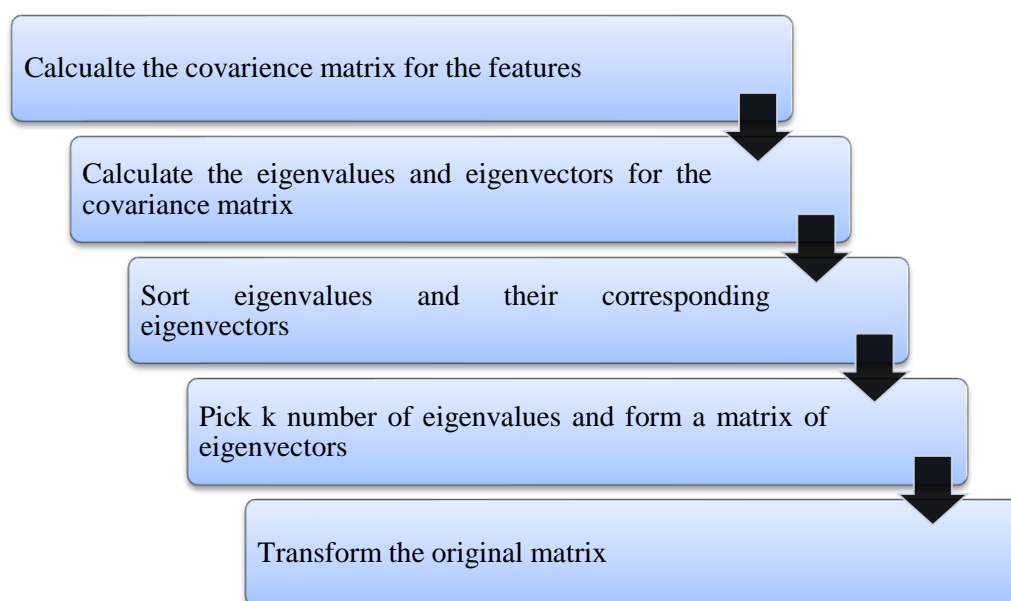 Calcualte the covarience matrix for the features
Calculate the eigenvalues and eigenvectors for the
covariance matrix
Sort eigenvalues and their corresponding
eigenvectors
Pick k number of eigenvalues and form a matrix of
eigenvectors
Transform the original matrix